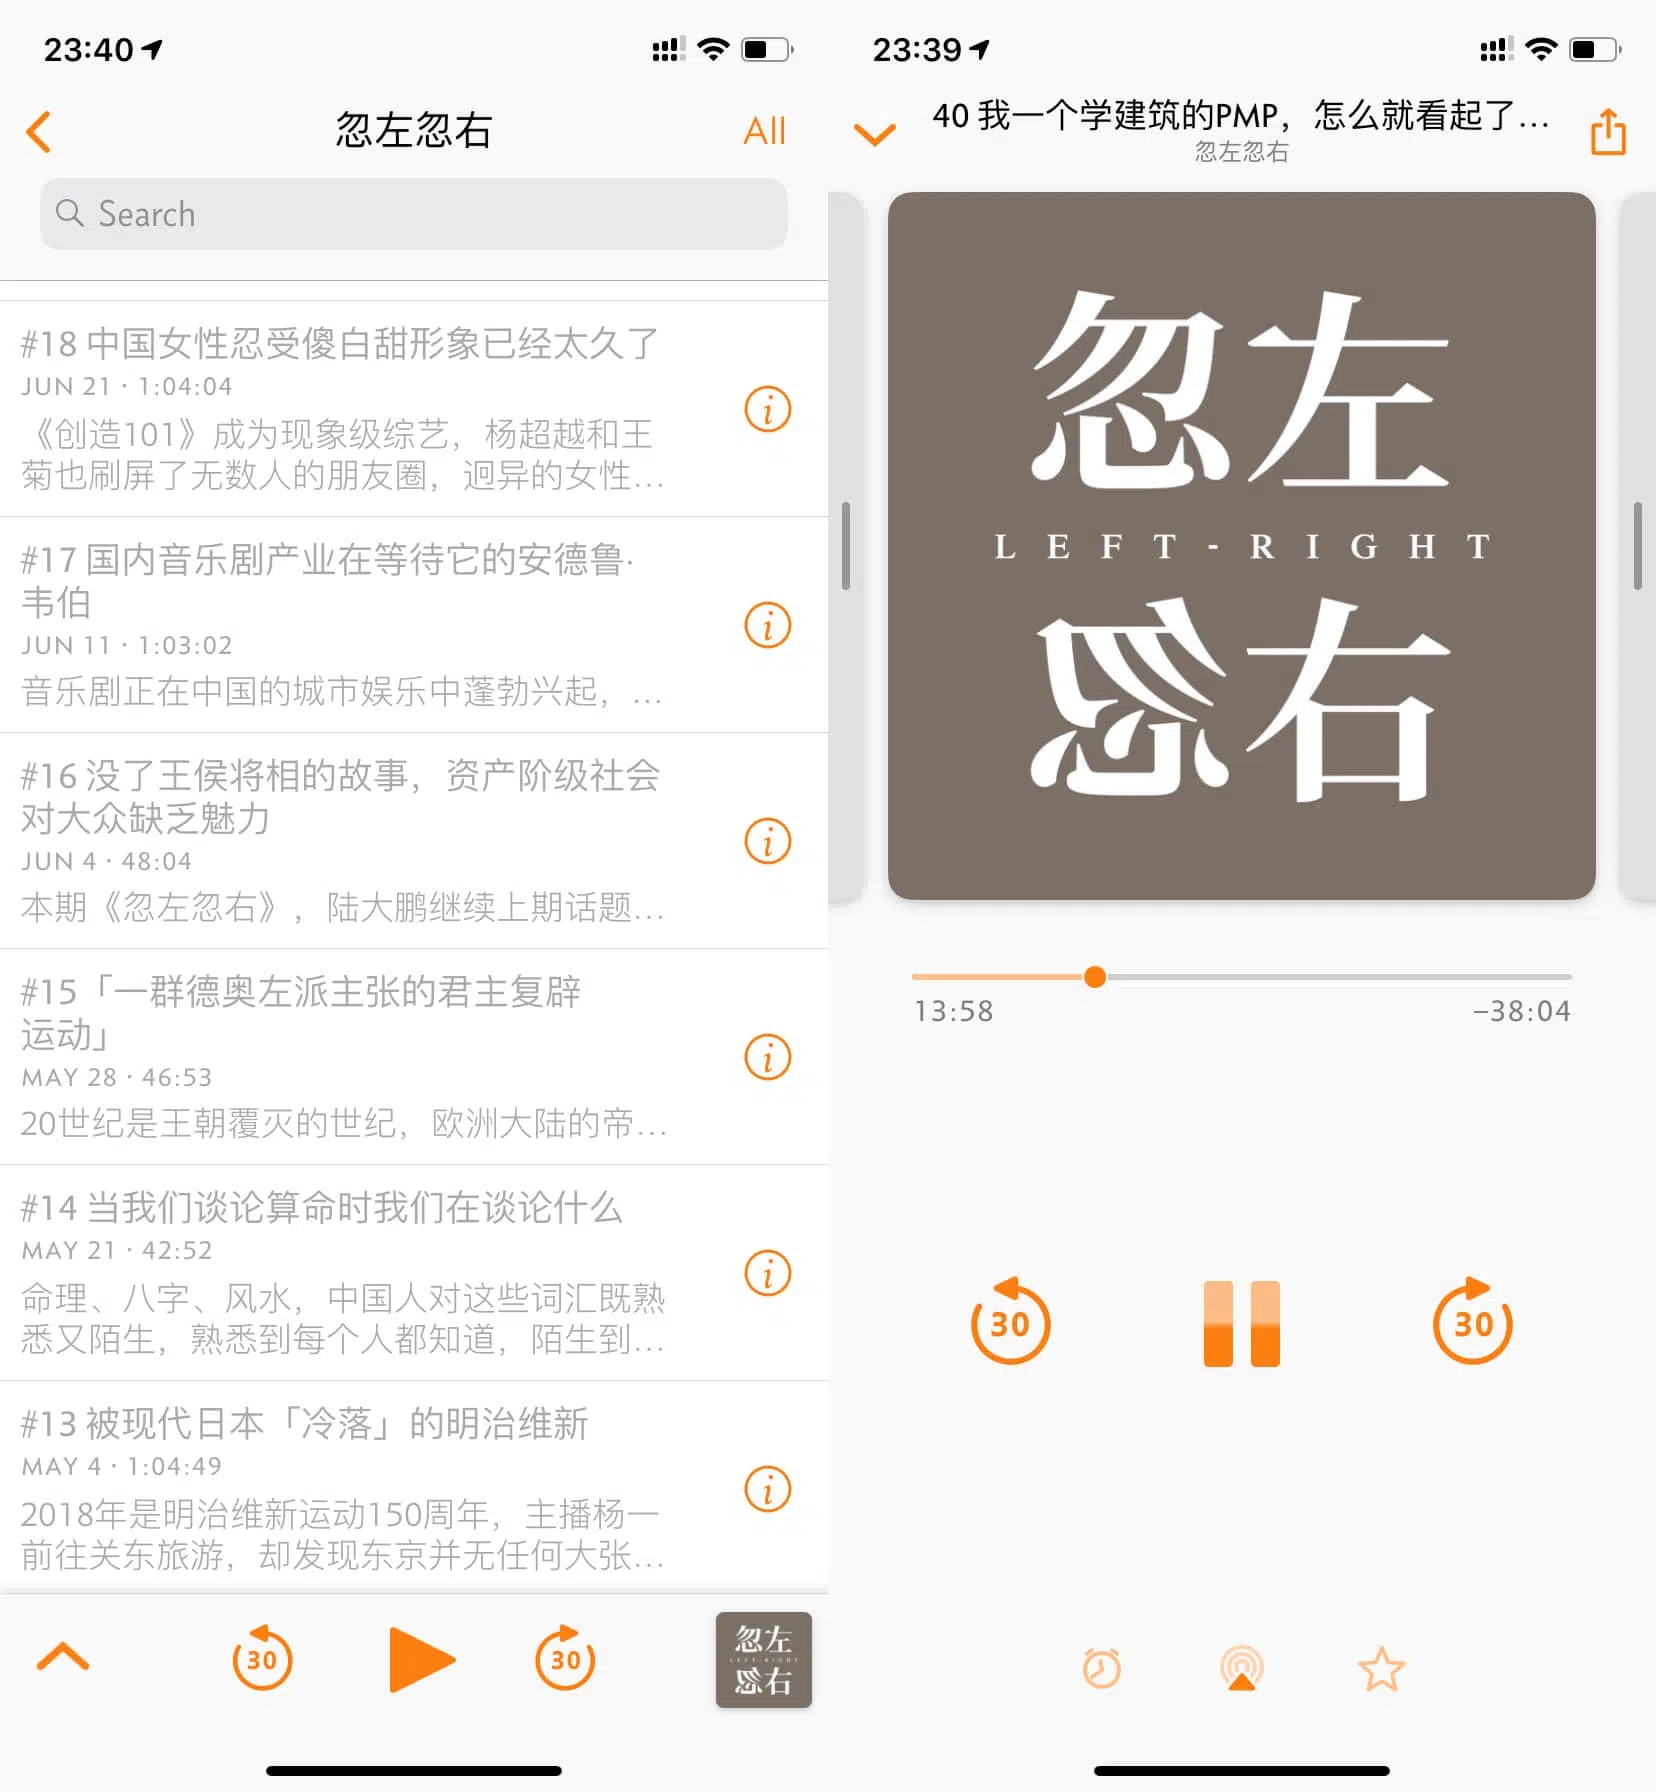 23:40
忽左忽右
All
Search
#18 中国女性忍受傻白甜形象已经太久了
JUN 21 · 1:04:04
《创造101》成为现象级综艺，杨超越和王
菊也刷屏了无数人的朋友圈，迥异的女性...
#17 国内音乐剧产业在等待它的安德鲁·
韦伯
JUN 11 · 1:03:02
音乐剧正在中国的城市娱乐中蓬勃兴起，...
#16 没了王侯将相的故事，资产阶级社会
对大众缺乏魅力
JUN 4 · 48:04
本期《忽左忽右》，陆大鹏继续上期话题...
#15「一群德奥左派主张的君主复辟
运动」
MAY 28 · 46:53
20世纪是王朝覆灭的世纪，欧洲大陆的帝...
#14 当我们谈论算命时我们在谈论什么
MAY 21 · 42:52
命理、八字、风水，中国人对这些词汇既熟
悉又陌生，熟悉到每个人都知道，陌生到...
#13 被现代日本「冷落」的明治维新
MAY 4 · 1:04:49
2018年是明治维新运动150周年，主播杨一
前往关东旅游，却发现东京并无任何大张...
30
30
忽左
LEFT-RIGHT
忽右
23:39
40 我一个学建筑的PMP，怎么就看起了...
忽左忽右
忽左
LEFT-RIGHT
忽右
13:58
-38:04
30
30